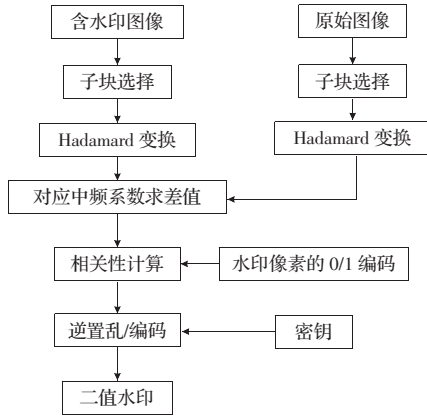 含水印图像
原始图像
子块选择
子块选择
Hadamard 变换
Hadamard 变换
对应中频系数求差值
相关性计算
水印像素的 0/1 编码
逆置乱/编码
密钥
二值水印